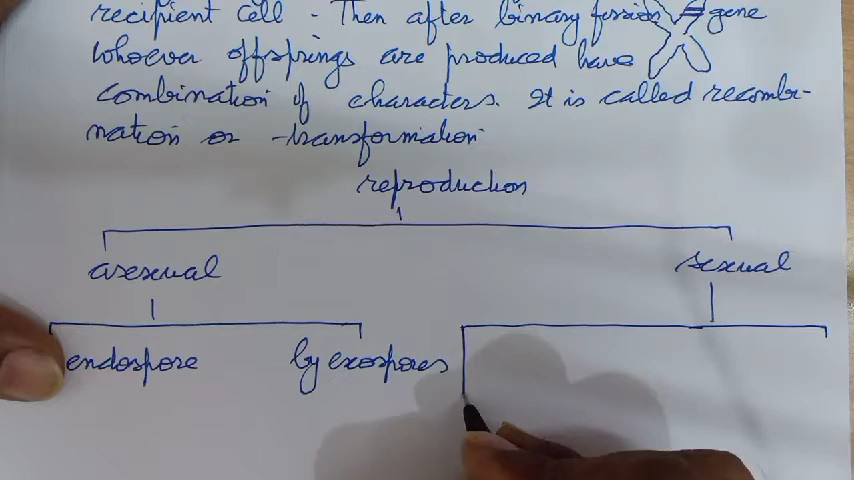 recipient cell - Then after binary fission gene
whoever offsprings are produced have
combination of characters. It is called recombi-
nation or transformation
reproduction
asexual sexual
endospore by exospores